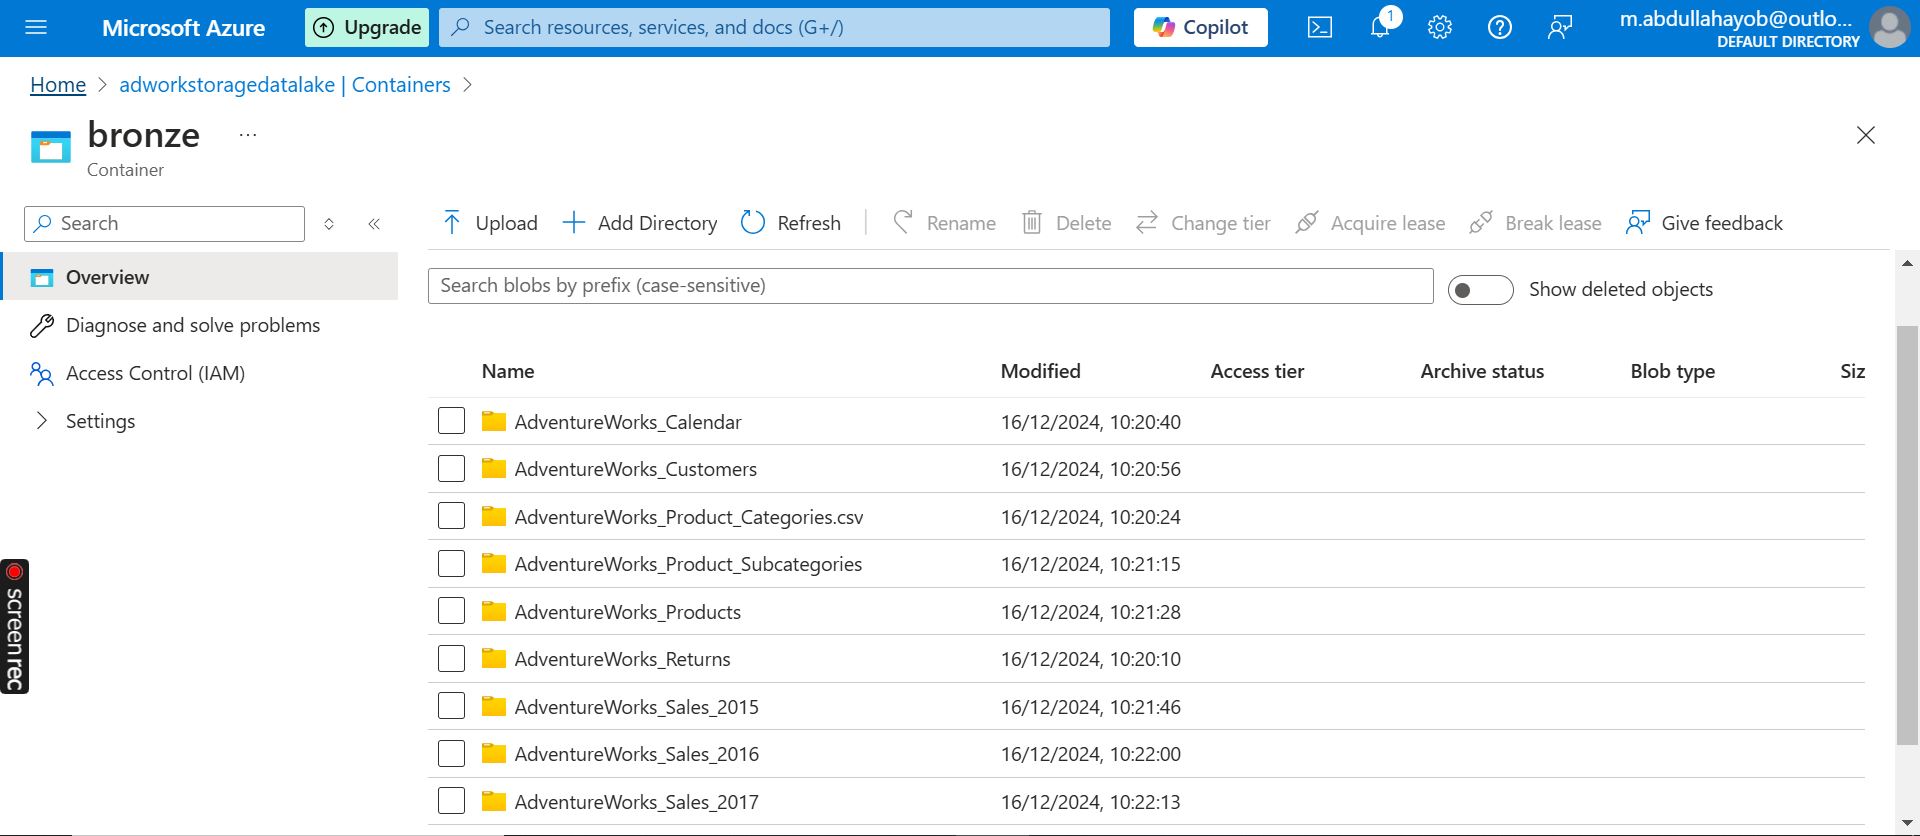 Microsoft Azure
Upgrade
Search resources, services, and docs (G+/)
Copilot
1
m.abdullahayob@outlo...
DEFAULT DIRECTORY
Home > adworkstoragedatalake | Containers >
bronze ...
Container
Search
Overview
Diagnose and solve problems
Access Control (IAM)
Settings
Upload Add Directory Refresh Rename Delete Change tier Acquire lease Break lease Give feedback
Search blobs by prefix (case-sensitive)
Show deleted objects
Name Modified Access tier Archive status Blob type Siz
AdventureWorks_Calendar 16/12/2024, 10:20:40
AdventureWorks_Customers 16/12/2024, 10:20:56
AdventureWorks_Product_Categories.csv 16/12/2024, 10:20:24
AdventureWorks_Product_Subcategories 16/12/2024, 10:21:15
AdventureWorks_Products 16/12/2024, 10:21:28
AdventureWorks_Returns 16/12/2024, 10:20:10
AdventureWorks_Sales_2015 16/12/2024, 10:21:46
AdventureWorks_Sales_2016 16/12/2024, 10:22:00
AdventureWorks_Sales_2017 16/12/2024, 10:22:13
screenrec